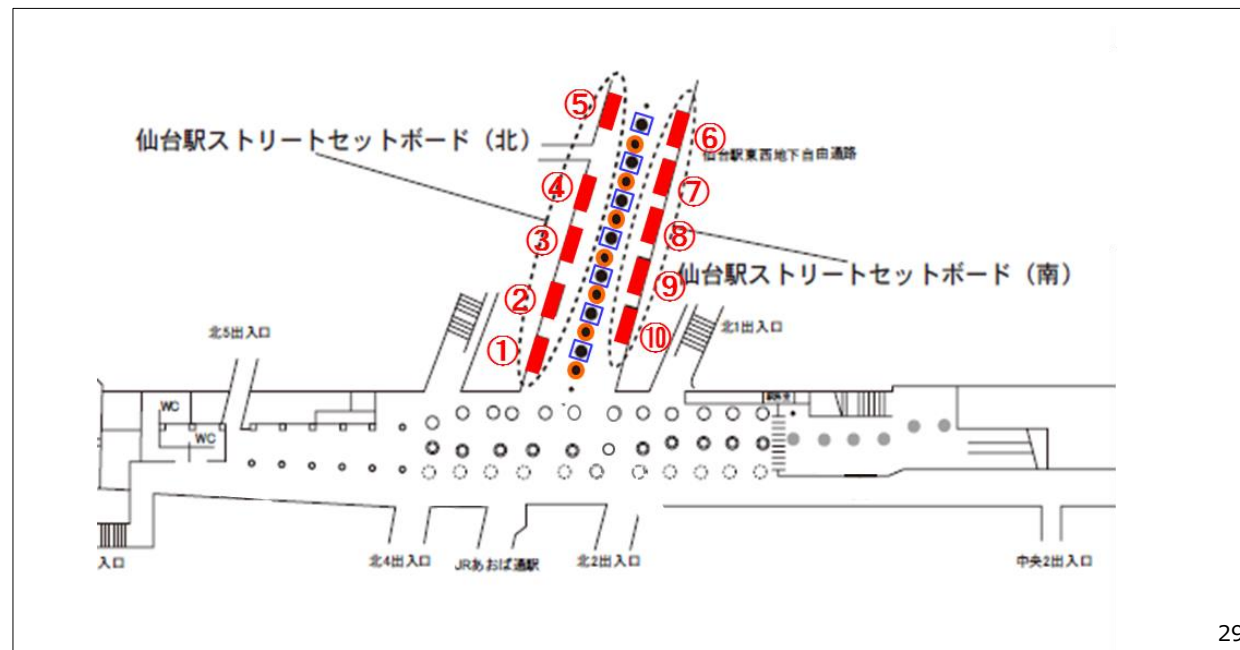 ⑤
⑥
仙台駅ストリートセットボード（北）
仙台駅東西地下自由通路
④
⑦
③
⑧
仙台駅ストリートセットボード（南）
②
⑨
北5出入口
①
⑩
北1出入口
WC
WC
入口
北4出入口
JRあおば通駅
北2出入口
中央2出入口
29